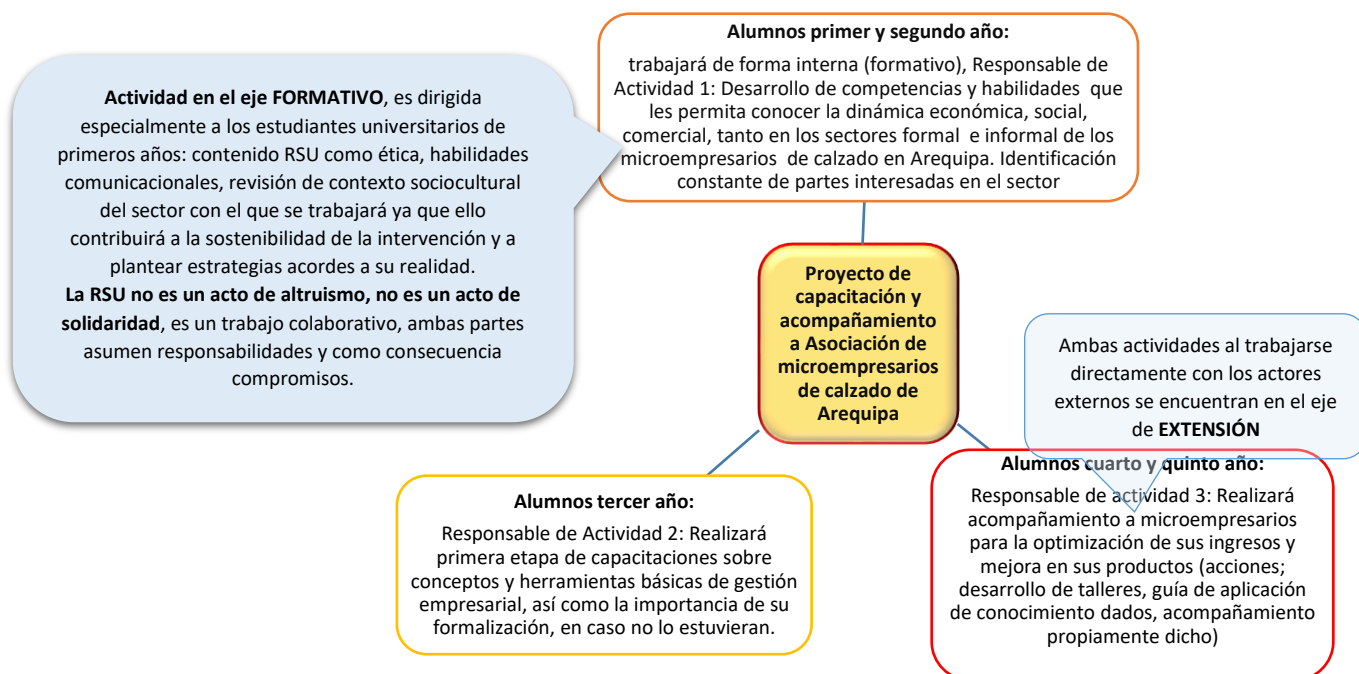 Alumnos primer y segundo año:
trabajará de forma interna (formativo), Responsable de
Actividad 1: Desarrollo de competencias y habilidades que
les permita conocer la dinámica económica, social,
comercial, tanto en los sectores formal e informal de los
microempresarios de calzado en Arequipa. Identificación
constante de partes interesadas en el sector
Actividad en el eje FORMATIVO, es dirigida
especialmente a los estudiantes universitarios de
primeros años: contenido RSU como ética, habilidades
comunicacionales, revisión de contexto sociocultural
del sector con el que se trabajará ya que ello
contribuirá a la sostenibilidad de la intervención y a
plantear estrategias acordes a su realidad.
La RSU no es un acto de altruismo, no es un acto de
solidaridad, es un trabajo colaborativo, ambas partes
asumen responsabilidades y como consecuencia
compromisos.
Proyecto de
capacitación y
acompañamiento
a Asociación de
microempresarios
de calzado de
Arequipa
Ambas actividades al trabajarse
directamente con los actores
externos se encuentran en el eje
de EXTENSIÓN
Alumnos tercer año:
Responsable de Actividad 2: Realizará
primera etapa de capacitaciones sobre
conceptos y herramientas básicas de gestión
empresarial, así como la importancia de su
formalización, en caso no lo estuvieran.
Alumnos cuarto y quinto año:
Responsable de actividad 3: Realizará
acompañamiento a microempresarios
para la optimización de sus ingresos y
mejora en sus productos (acciones;
desarrollo de talleres, guía de aplicación
de conocimiento dados, acompañamiento
propiamente dicho)